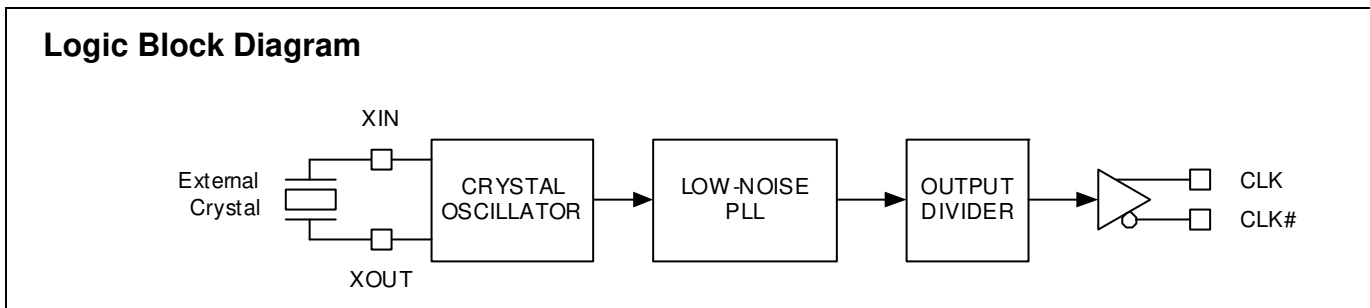 Logic Block Diagram
XIN
External
Crystal
CRYSTAL
OSCILLATOR
LOW-NOISE
PLL
OUTPUT
DIVIDER
CLK
CLK#
XOUT